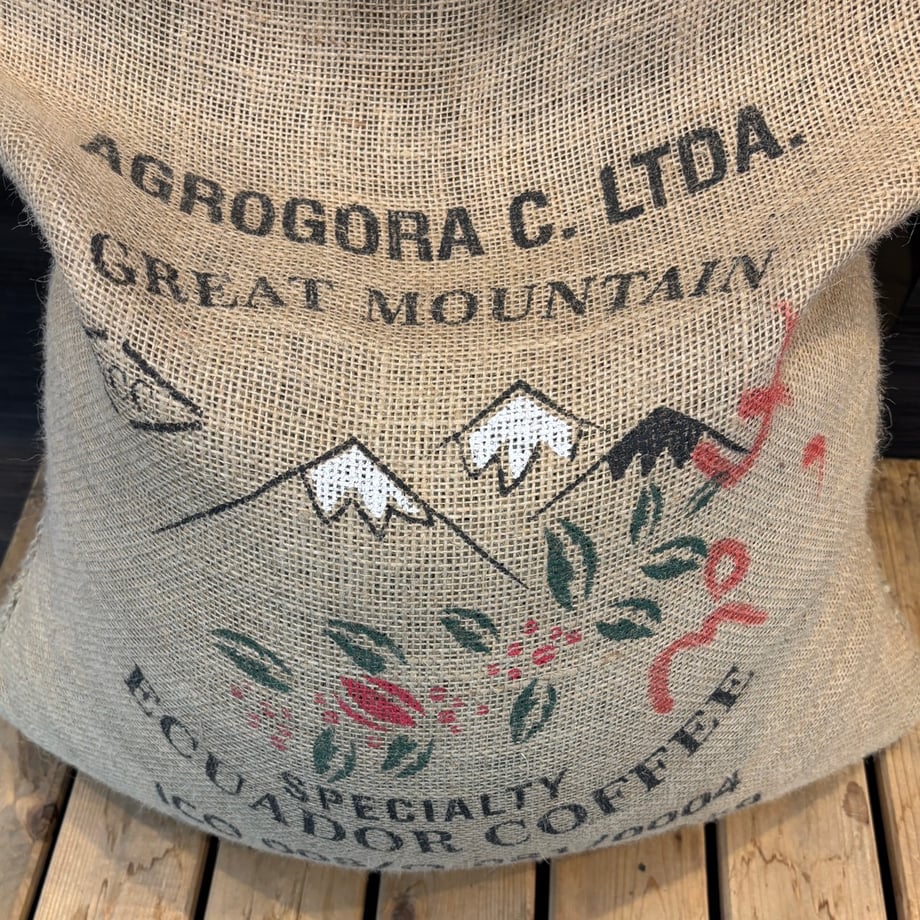 AGROGORA C. LTDA.
GREAT MOUNTAIN
SPECIALTY
ECUADOR COFFEE
ICO